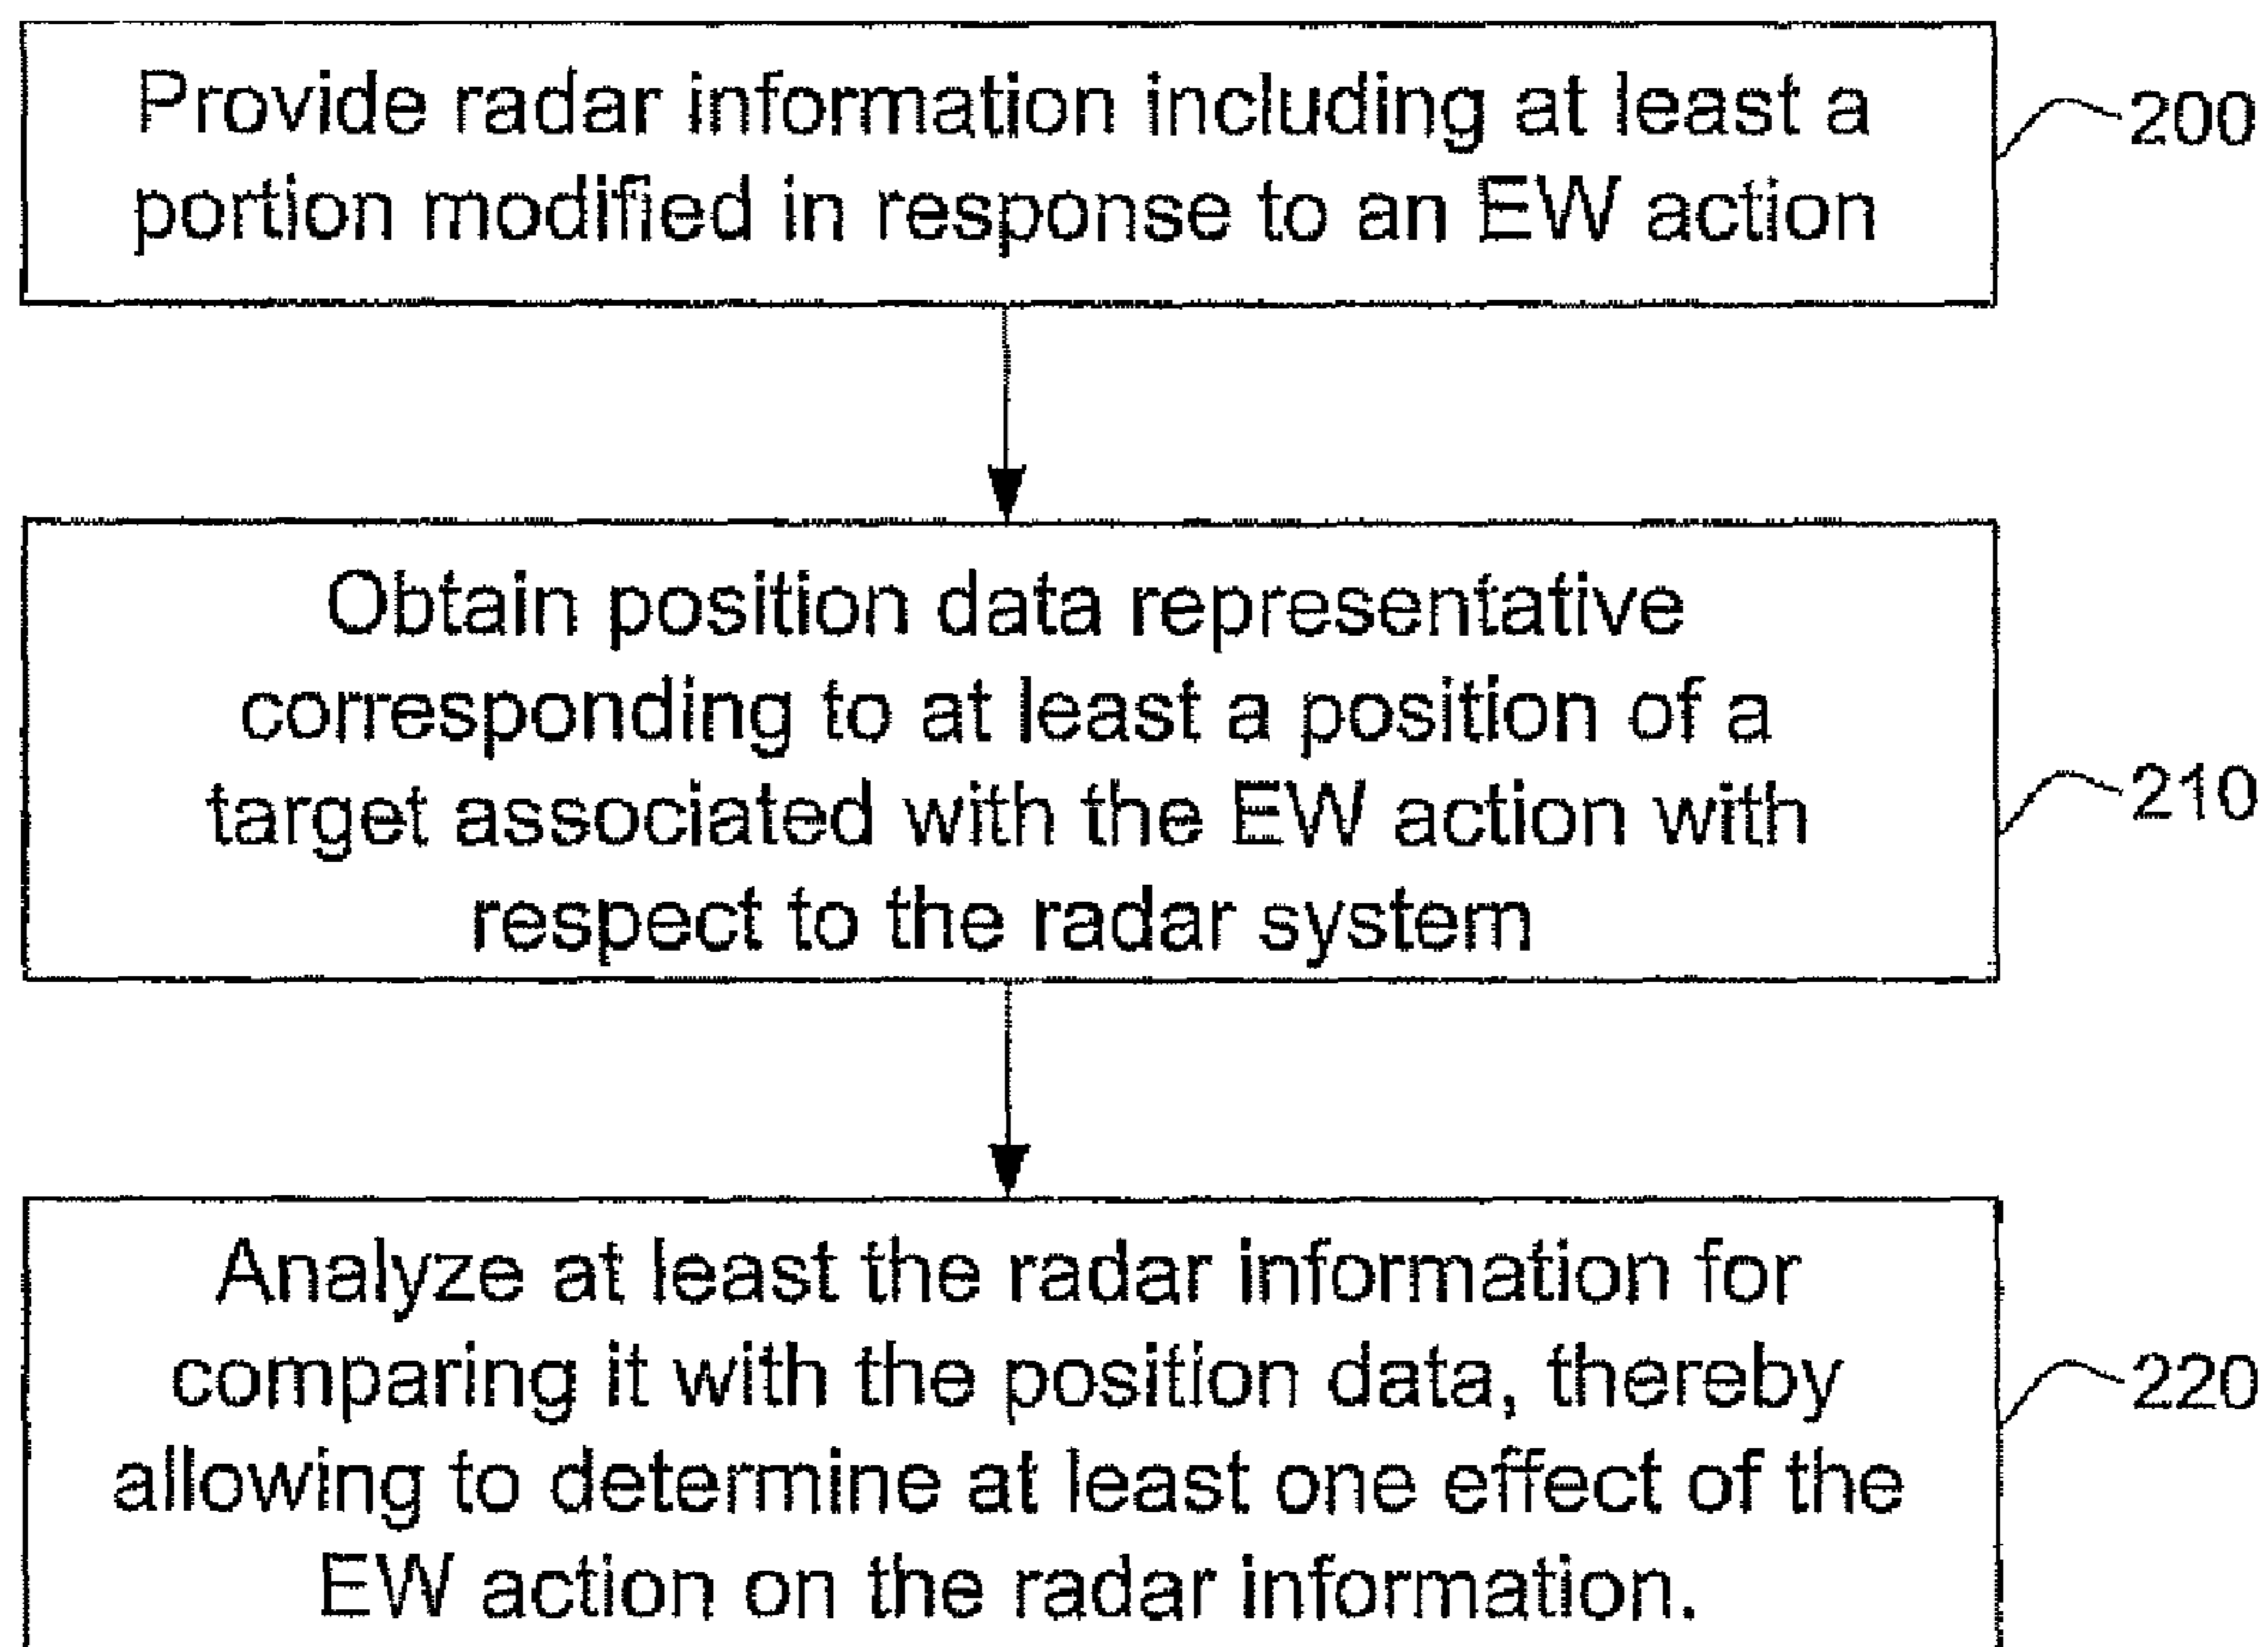 Provide radar information including at least a
portion modified in response to an EW action
200
Obtain position data representative
corresponding to at least a position of a
target associated with the EW action with
respect to the radar system
210
Analyze at least the radar information for
comparing it with the position data, thereby
allowing to determine at least one effect of the
EW action on the radar information.
220